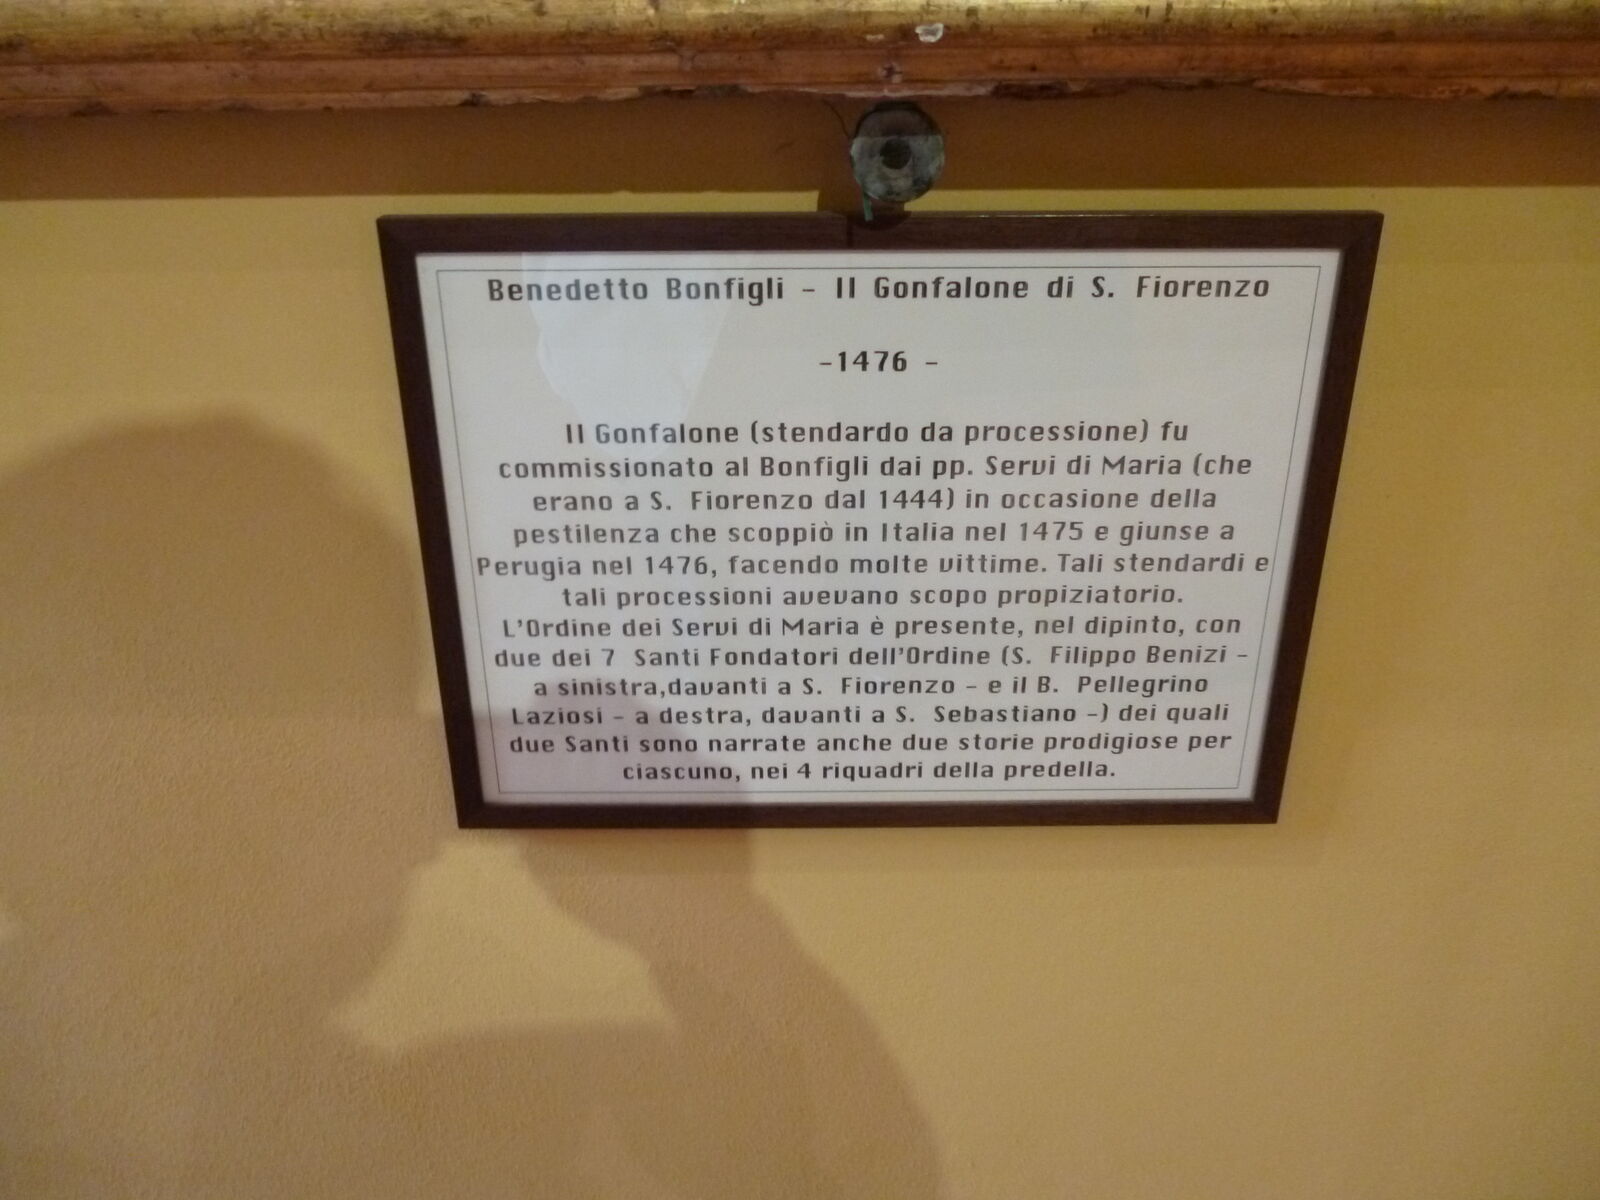 Benedetto Bonfigli - Il Gonfalone di S. Fiorenzo
-1476 -
Il Gonfalone (stendardo da processione) fu
commissionato al Bonfigli dai pp. Servi di Maria (che
erano a S. Fiorenzo dal 1444) in occasione della
pestilenza che scoppiò in Italia nel 1475 e giunse a
Perugia nel 1476, facendo molte vittime. Tali stendardi e
tali processioni avevano scopo propiziatorio.
L'Ordine dei Servi di Maria è presente, nel dipinto, con
due dei 7 Santi Fondatori dell'Ordine (S. Filippo Benizi -
a sinistra,davanti a S. Fiorenzo - e il B. Pellegrino
Laziosi - a destra, davanti a S. Sebastiano -) dei quali
due Santi sono narrate anche due storie prodigiose per
ciascuno, nei 4 riquadri della predella.